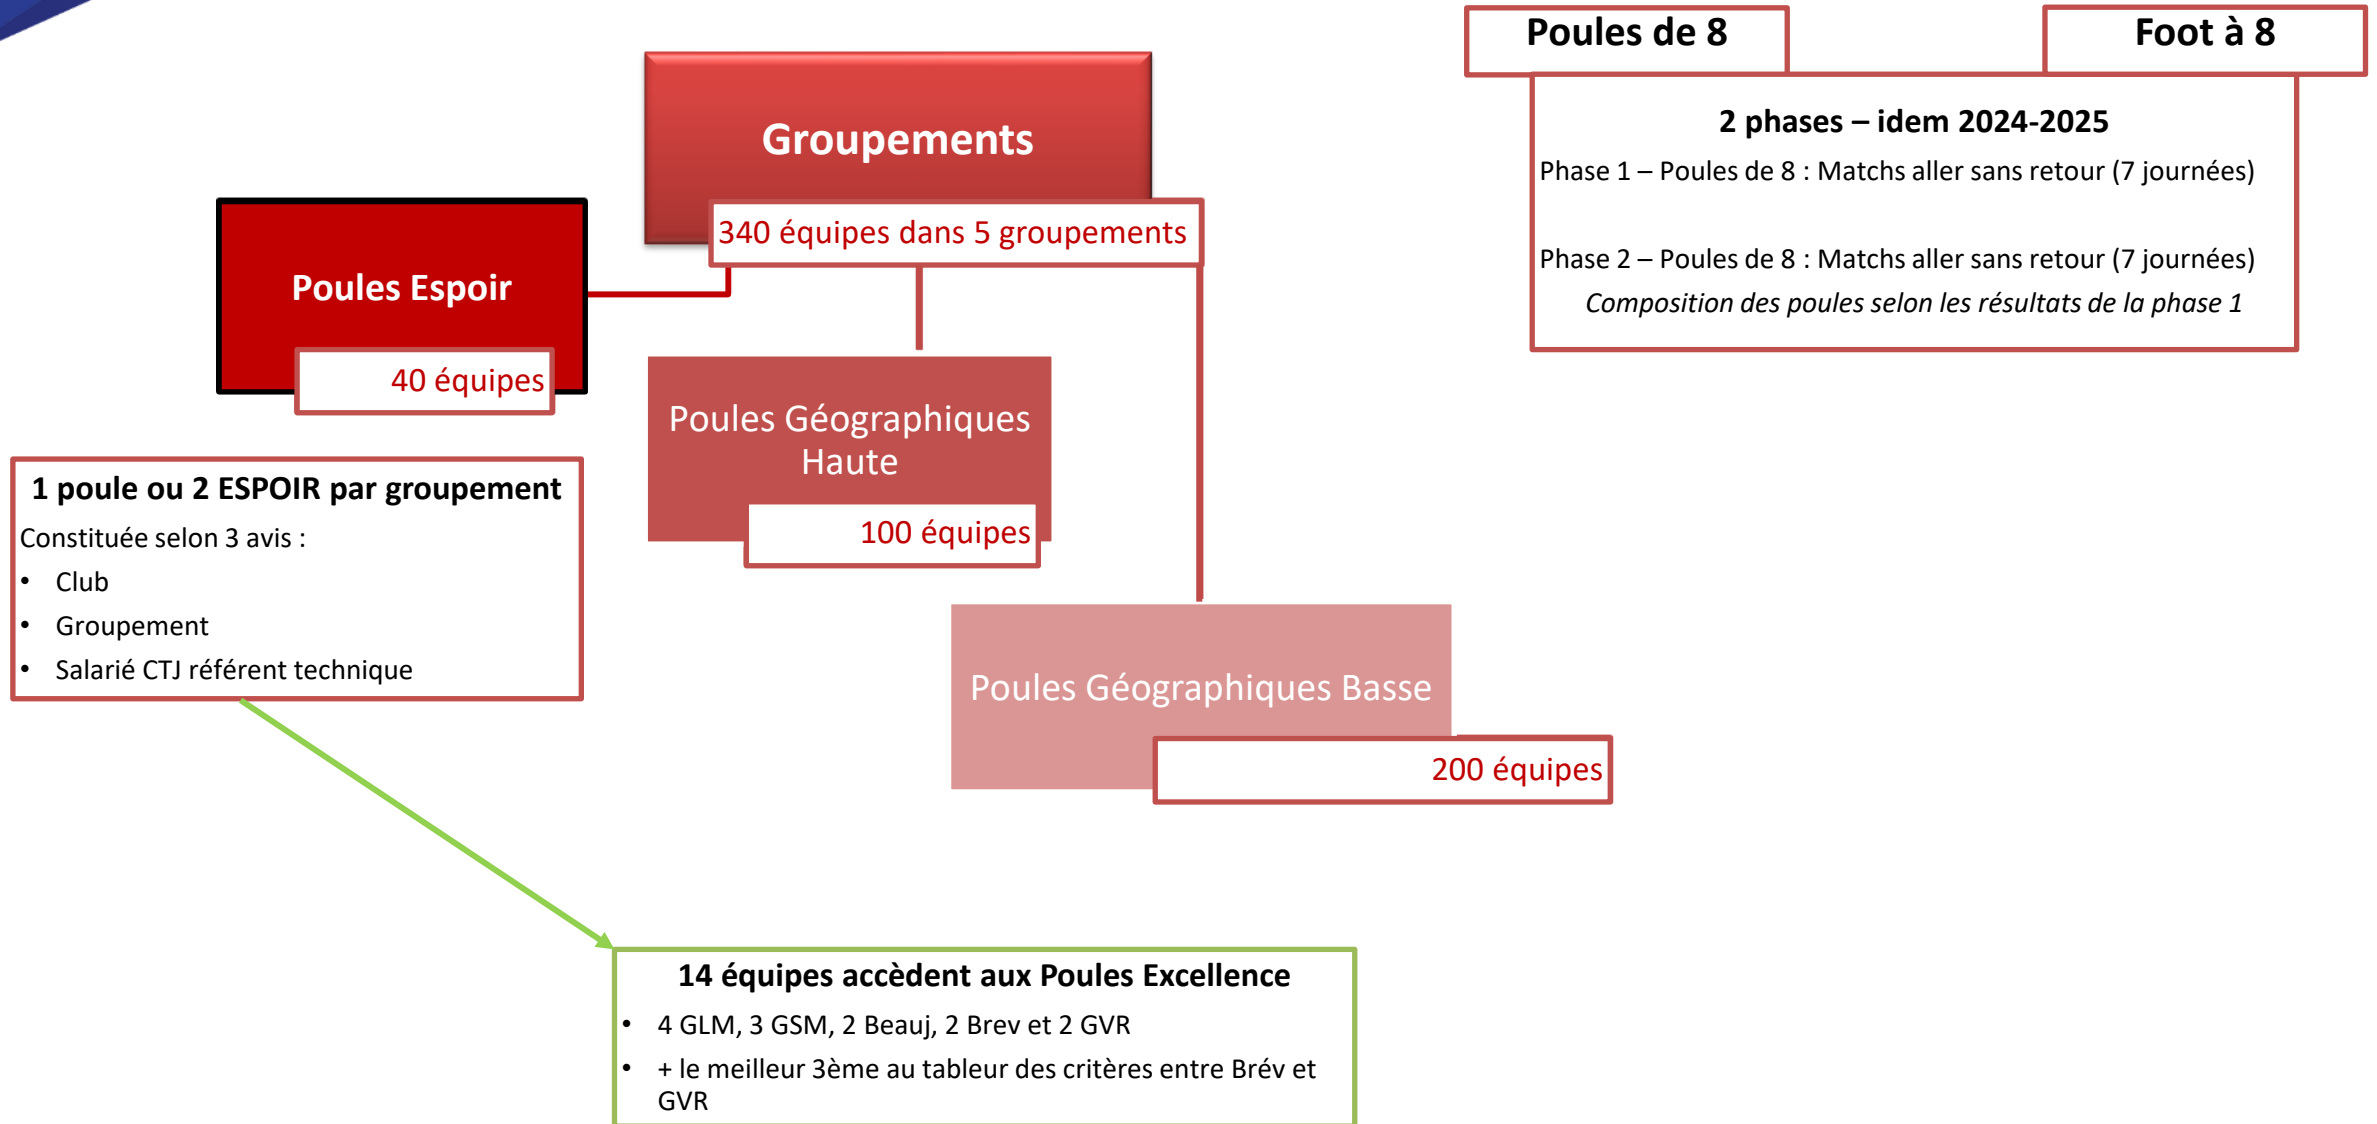 Poules de 8
Foot à 8
2 phases – idem 2024-2025
Phase 1 – Poules de 8 : Matchs aller sans retour (7 journées)
Phase 2 – Poules de 8 : Matchs aller sans retour (7 journées)
Composition des poules selon les résultats de la phase 1
Groupements
340 équipes dans 5 groupements
Poules Espoir
40 équipes
Poules Géographiques
Haute
100 équipes
Poules Géographiques Basse
200 équipes
1 poule ou 2 ESPOIR par groupement
Constituée selon 3 avis :
• Club
• Groupement
• Salarié CTJ référent technique
14 équipes accèdent aux Poules Excellence
• 4 GLM, 3 GSM, 2 Beauj, 2 Brev et 2 GVR
• + le meilleur 3ème au tableur des critères entre Brév et
GVR